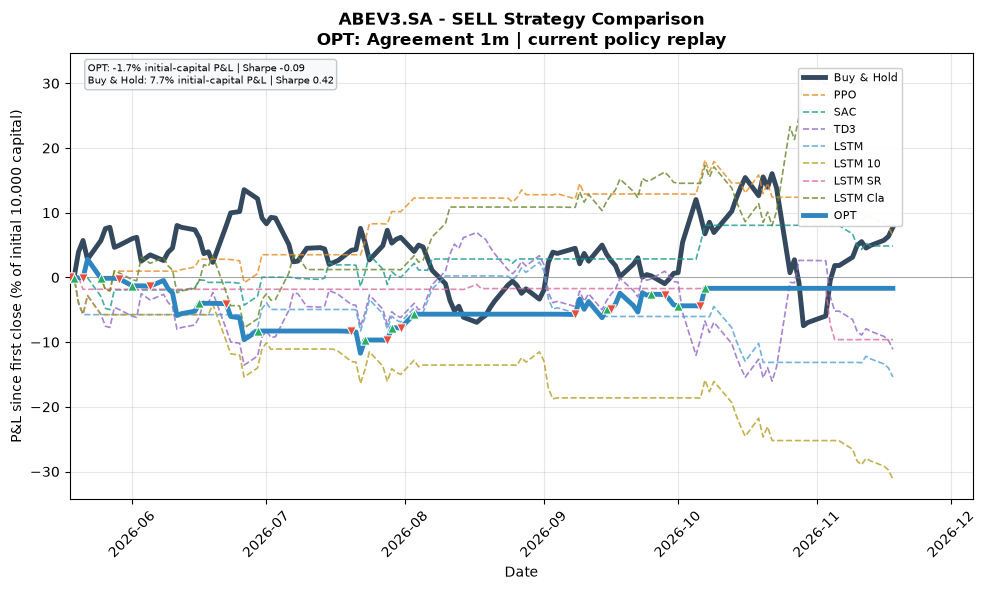 ABEV3.SA - SELL Strategy Comparison
OPT: Agreement 1m | current policy replay
OPT: -1.7% initial-capital P&L | Sharpe -0.09
Buy & Hold: 7.7% initial-capital P&L | Sharpe 0.42
Buy & Hold
PPO
SAC
TD3
LSTM
LSTM 10
LSTM SR
LSTM Cla
OPT
P&L since first close (% of initial 10,000 capital)
30
20
10
0
−10
−20
−30
2026-06
2026-07
2026-08
2026-09
2026-10
2026-11
2026-12
Date